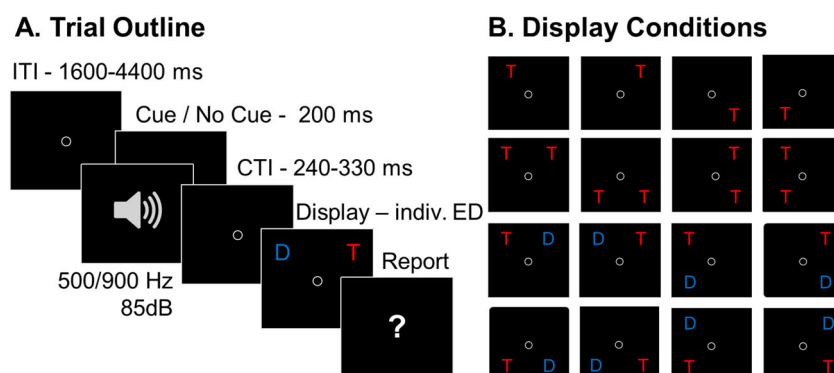 A. Trial Outline
ITI - 1600-4400 ms
Cue / No Cue - 200 ms
CTI - 240-330 ms
Display – indiv. ED
D T
Report
500/900 Hz
85dB
?
B. Display Conditions
T T T T
T T T T T T T T
T D D T T D T D
T D D T D T D T